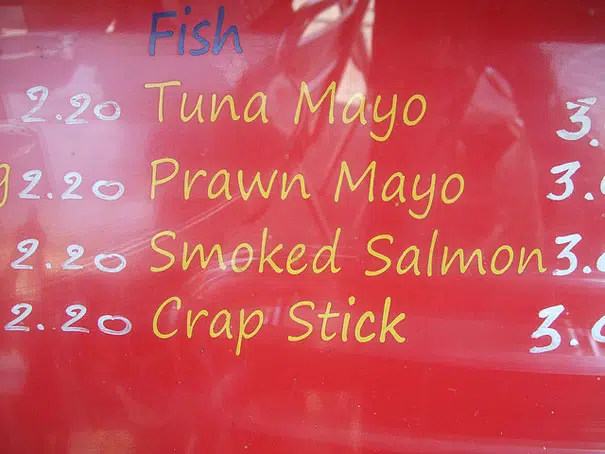 Fish
2.20 Tuna Mayo 3.
g 2.20 Prawn Mayo 3.
2.20 Smoked Salmon 3.
2.20 Crap Stick 3.